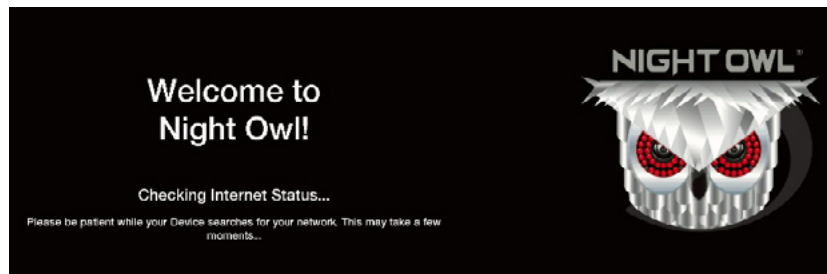 Welcome to
Night Owl!
Checking Internet Status...
Please be patient while your Device searches for your network. This may take a few
moments...
NIGHT OWL®